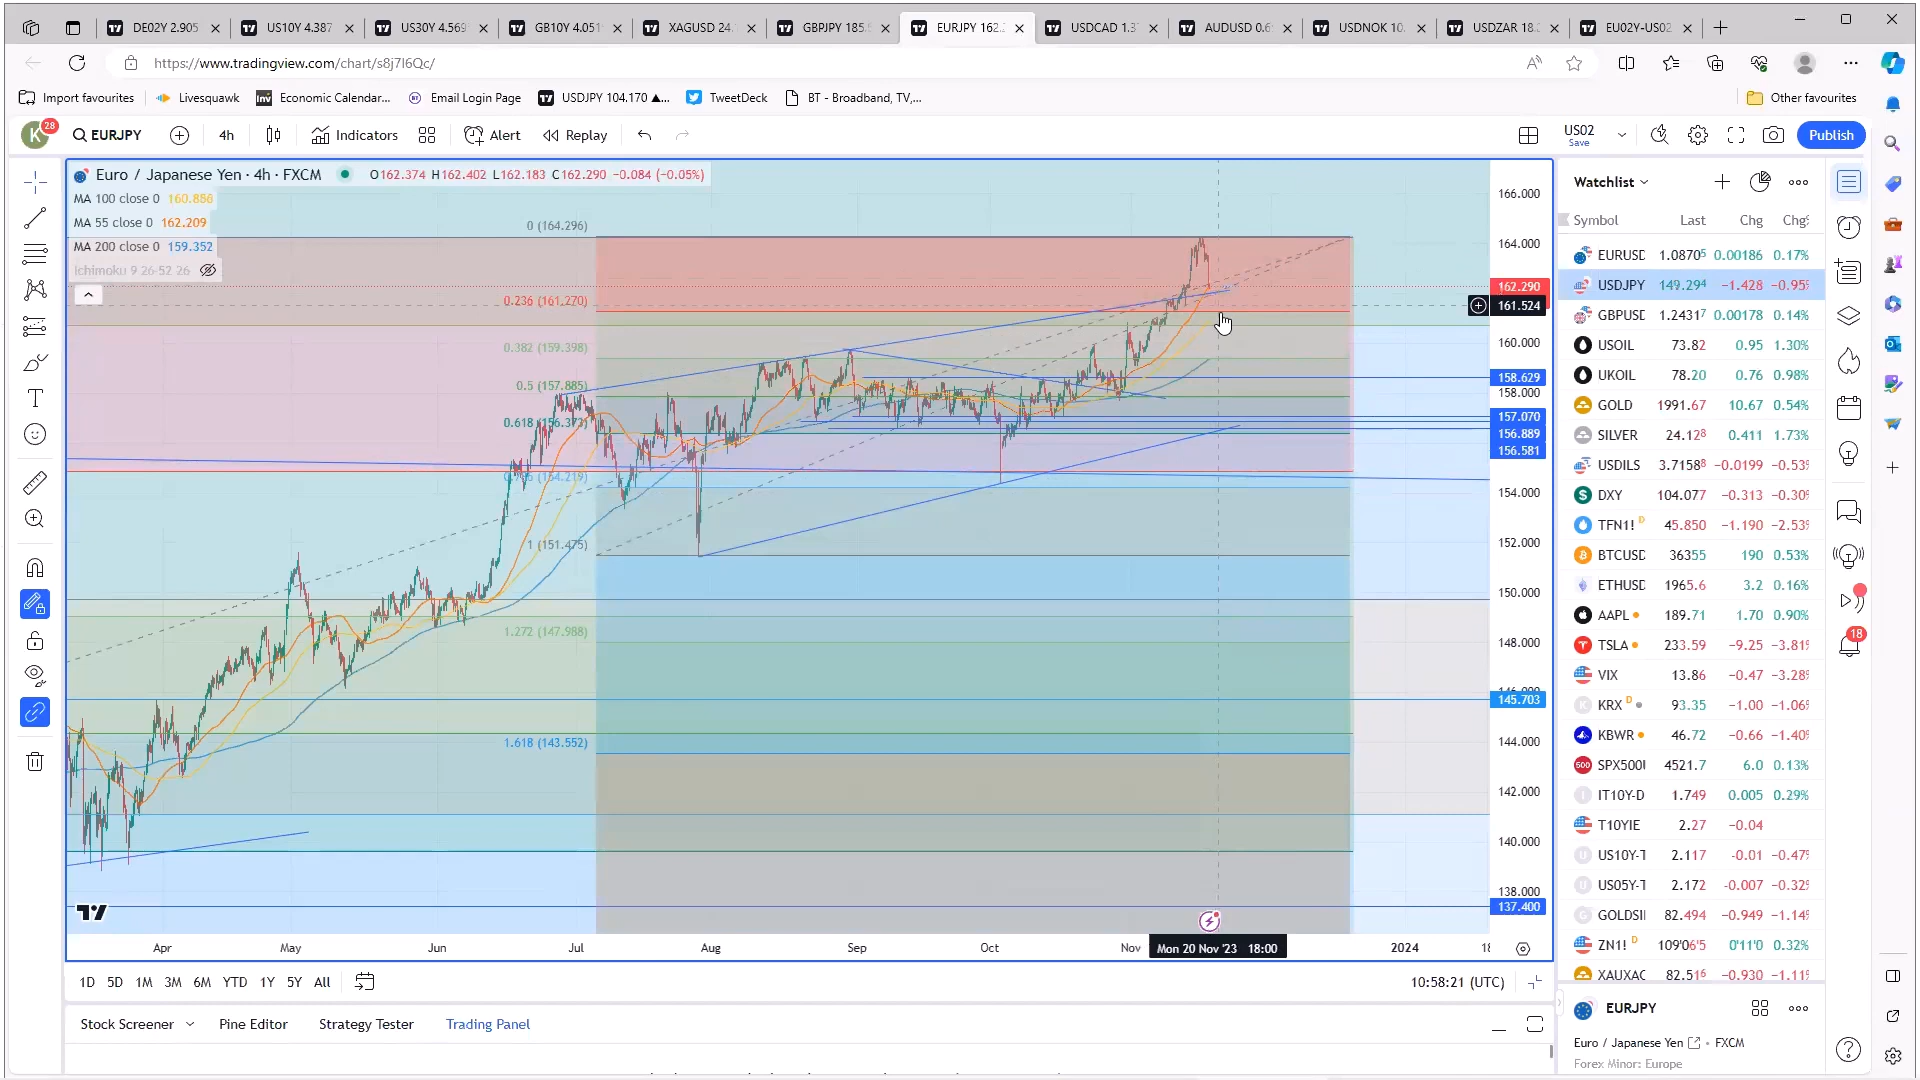 DE02Y 2.905
US10Y 4.387
US30Y 4.569
GB10Y 4.051
XAGUSD 24.
GBPJPY 185.
EURJPY 162.
USDCAD 1.3
AUDUSD 0.6
USDNOK 10.
USDZAR 18.
EU02Y-US02
https://www.tradingview.com/chart/s8j7l6Qc/
Import favourites
Livesquawk
Economic Calendar...
Email Login Page
USDJPY 104.170 ▲...
TweetDeck
BT - Broadband, TV,...
Other favourites
K 28
EURJPY
4h
Indicators
Alert
Replay
US02
Save
Publish
Euro / Japanese Yen · 4h · FXCM
O162.374 H162.402 L162.183 C162.290 −0.084 (−0.05%)
MA 100 close 0 160.886
MA 55 close 0 162.209
MA 200 close 0 159.352
Ichimoku 9 26 52 26
0 (164.296)
0.236 (161.270)
0.382 (159.398)
0.5 (157.885)
1 (151.475)
1.272 (147.988)
1.618 (143.552)
166.000
164.000
162.290
161.524
160.000
158.629
158.000
157.070
156.889
156.581
154.000
152.000
150.000
148.000
145.703
144.000
142.000
140.000
138.000
137.400
Apr
May
Jun
Jul
Aug
Sep
Oct
Nov
Mon 20 Nov '23 18:00
2024
1D 5D 1M 3M 6M YTD 1Y 5Y All
10:58:21 (UTC)
Stock Screener
Pine Editor
Strategy Tester
Trading Panel
Watchlist
Symbol Last Chg Chg%
EURUSD 1.08705 0.00186 0.17%
USDJPY 149.294 −1.428 −0.95%
GBPUSD 1.24317 0.00178 0.14%
USOIL 73.82 0.95 1.30%
UKOIL 78.20 0.76 0.98%
GOLD 1991.67 10.67 0.54%
SILVER 24.128 0.411 1.73%
USDILS 3.71588 −0.0199 −0.53%
DXY 104.077 −0.313 −0.30%
TFN1! D 45.850 −1.190 −2.53%
BTCUSD 36355 190 0.53%
ETHUSD 1965.6 3.2 0.16%
AAPL 189.71 1.70 0.90%
TSLA 233.59 −9.25 −3.81%
VIX 13.86 −0.47 −3.28%
KRX D 93.35 −1.00 −1.06%
KBWR 46.72 −0.66 −1.40%
SPX500 4521.7 6.0 0.13%
IT10Y-D 1.749 0.005 0.29%
T10YIE 2.27 −0.04
US10Y-T 2.117 −0.01 −0.47%
US05Y-T 2.172 −0.007 −0.32%
GOLDSI 82.494 −0.949 −1.14%
ZN1! D 109'06'5 0'11'0 0.32%
XAUXAG 82.516 −0.930 −1.11%
18
EURJPY
Euro / Japanese Yen • FXCM
Forex Minor: Europe